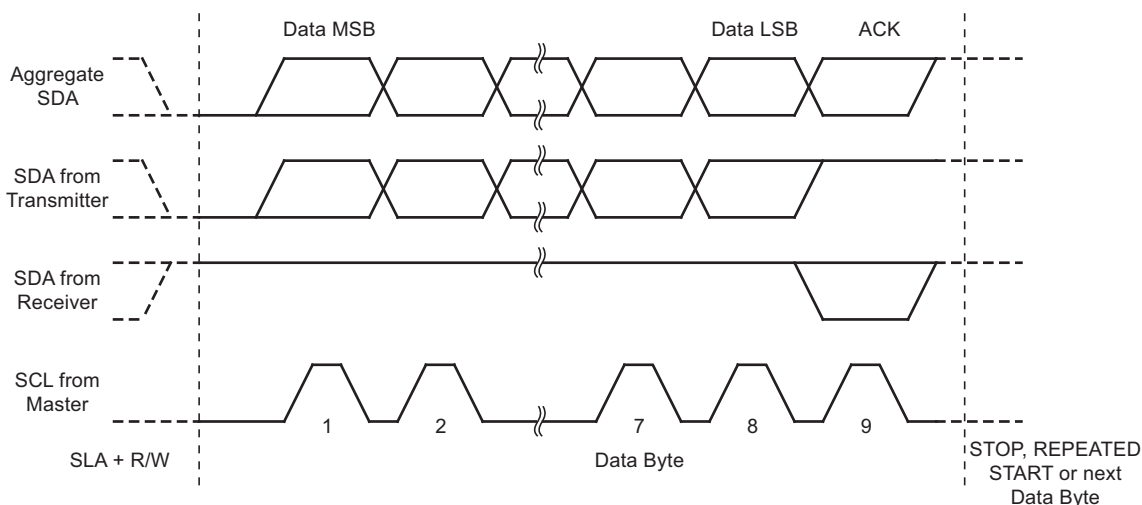 Data MSB
Data LSB
ACK
Aggregate
SDA
SDA from
Transmitter
SDA from
Receiver
SCL from
Master
1
2
7
8
9
SLA + R/W
Data Byte
STOP, REPEATED
START or next
Data Byte